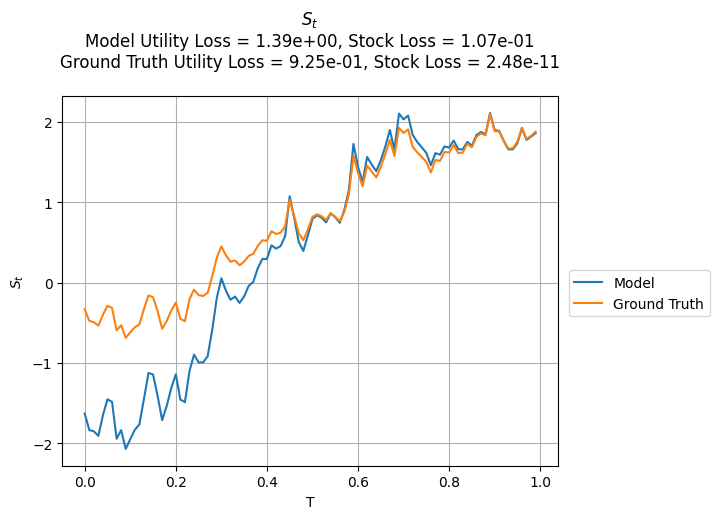 S_t
Model Utility Loss = 1.39e+00, Stock Loss = 1.07e-01
Ground Truth Utility Loss = 9.25e-01, Stock Loss = 2.48e-11
S_t
2
1
0
−1
−2
0.0 0.2 0.4 0.6 0.8 1.0
T
Model
Ground Truth